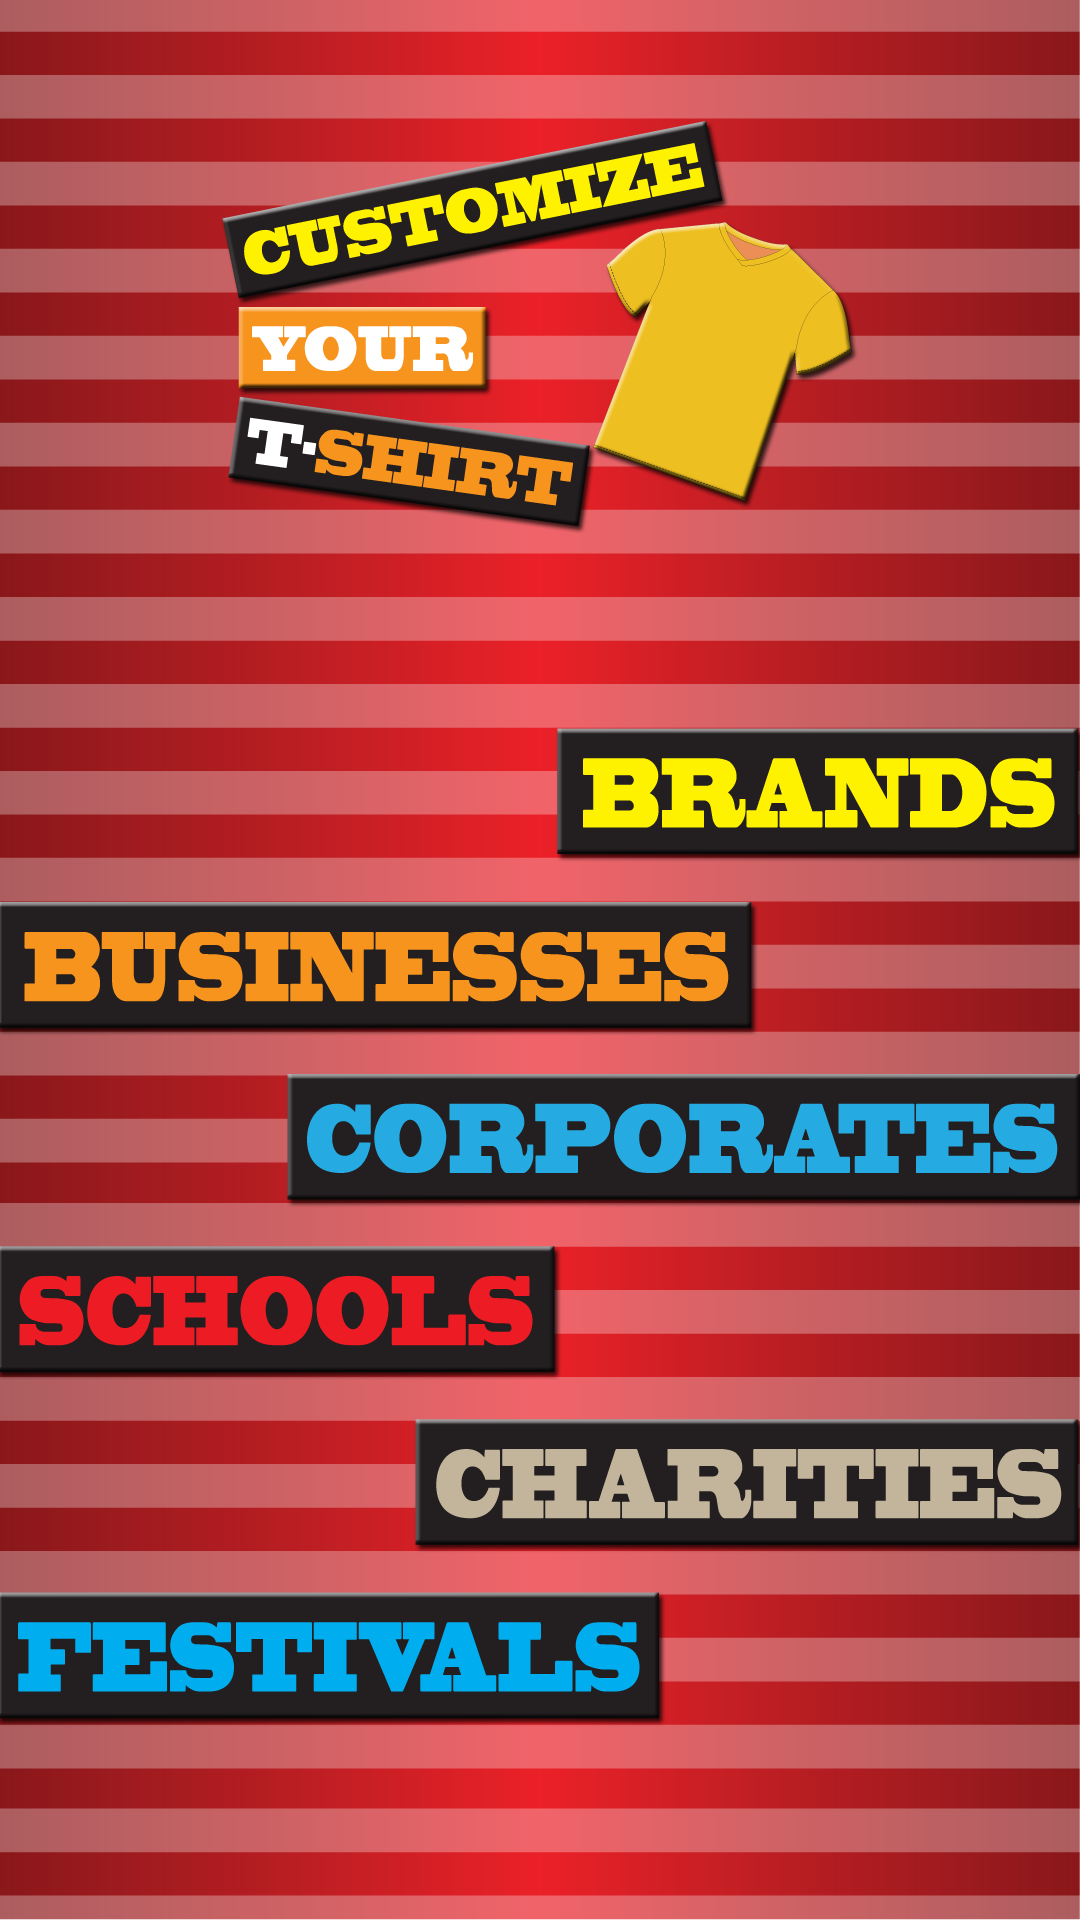 CUSTOMIZE
YOUR
T-SHIRT
BRANDS
BUSINESSES
CORPORATES
SCHOOLS
CHARITIES
FESTIVALS